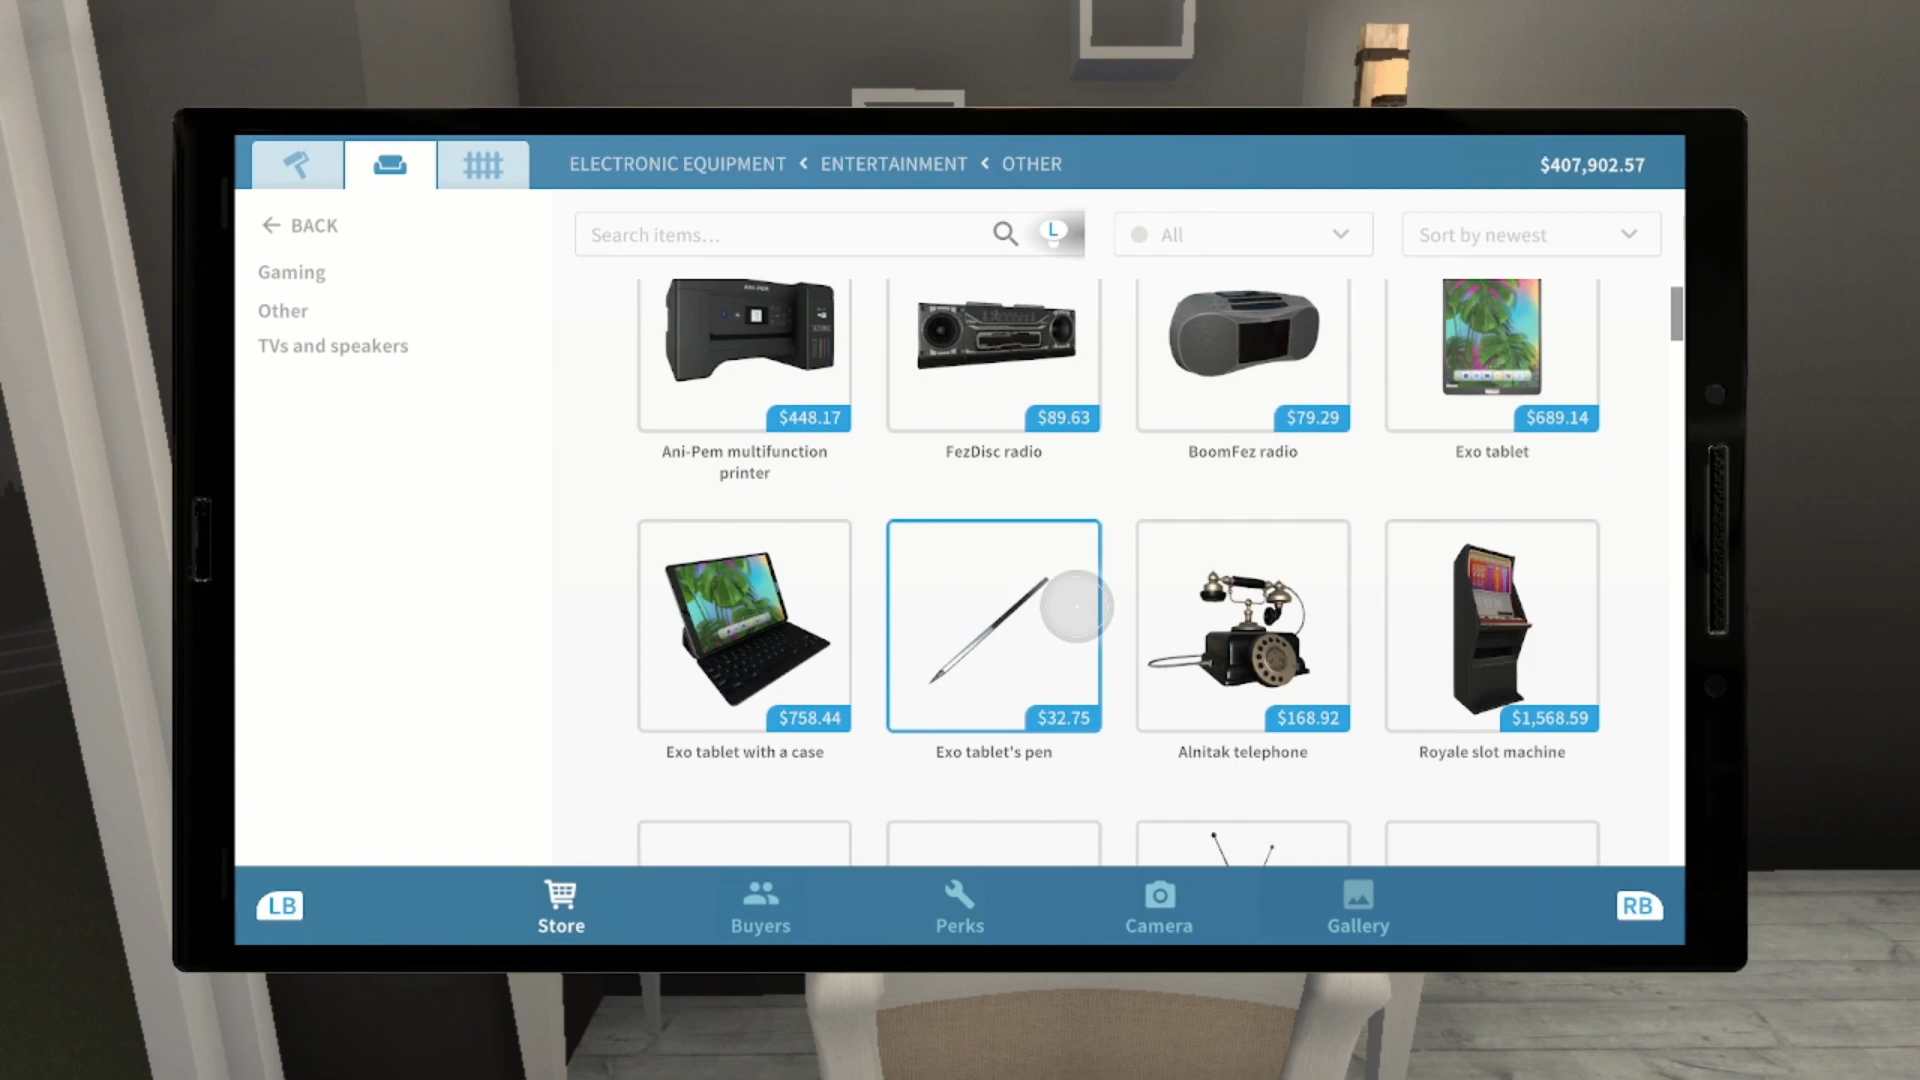 ELECTRONIC EQUIPMENT < ENTERTAINMENT < OTHER
$407,902.57
BACK
Gaming
Other
TVs and speakers
Search items...
L
All
Sort by newest
ANI-PEM
$448.17
$89.63
$79.29
$689.14
Ani-Pem multifunction
printer
FezDisc radio
BoomFez radio
Exo tablet
$758.44
$32.75
$168.92
$1,568.59
Exo tablet with a case
Exo tablet's pen
Alnitak telephone
Royale slot machine
LB
Store
Buyers
Perks
Camera
Gallery
RB